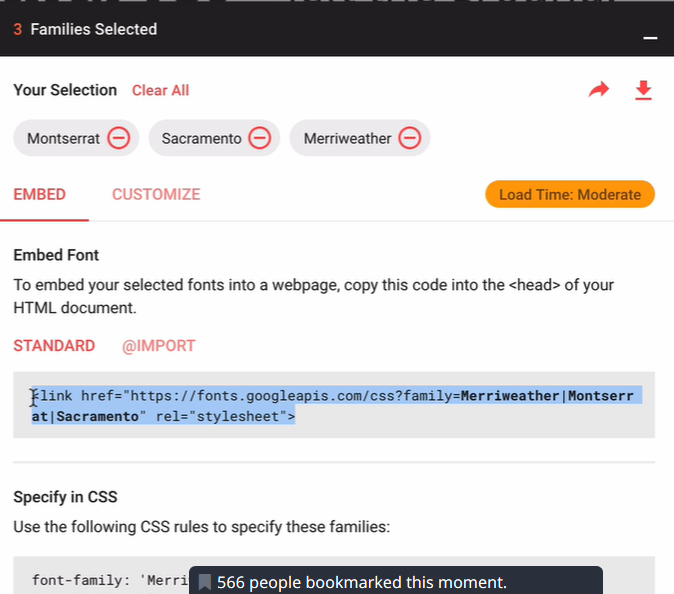 3 Families Selected
Your Selection Clear All
Montserrat Sacramento Merriweather
EMBED CUSTOMIZE Load Time: Moderate
Embed Font
To embed your selected fonts into a webpage, copy this code into the <head> of your
HTML document.
STANDARD @IMPORT
<link href="https://fonts.googleapis.com/css?family=Merriweather|Montserr
at|Sacramento" rel="stylesheet">
Specify in CSS
Use the following CSS rules to specify these families:
font-family: 'Merri
566 people bookmarked this moment.